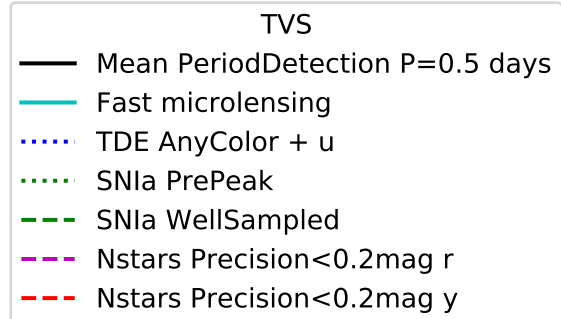 TVS
Mean PeriodDetection P=0.5 days
Fast microlensing
TDE AnyColor + u
SNIa PrePeak
SNIa WellSampled
Nstars Precision<0.2mag r
Nstars Precision<0.2mag y